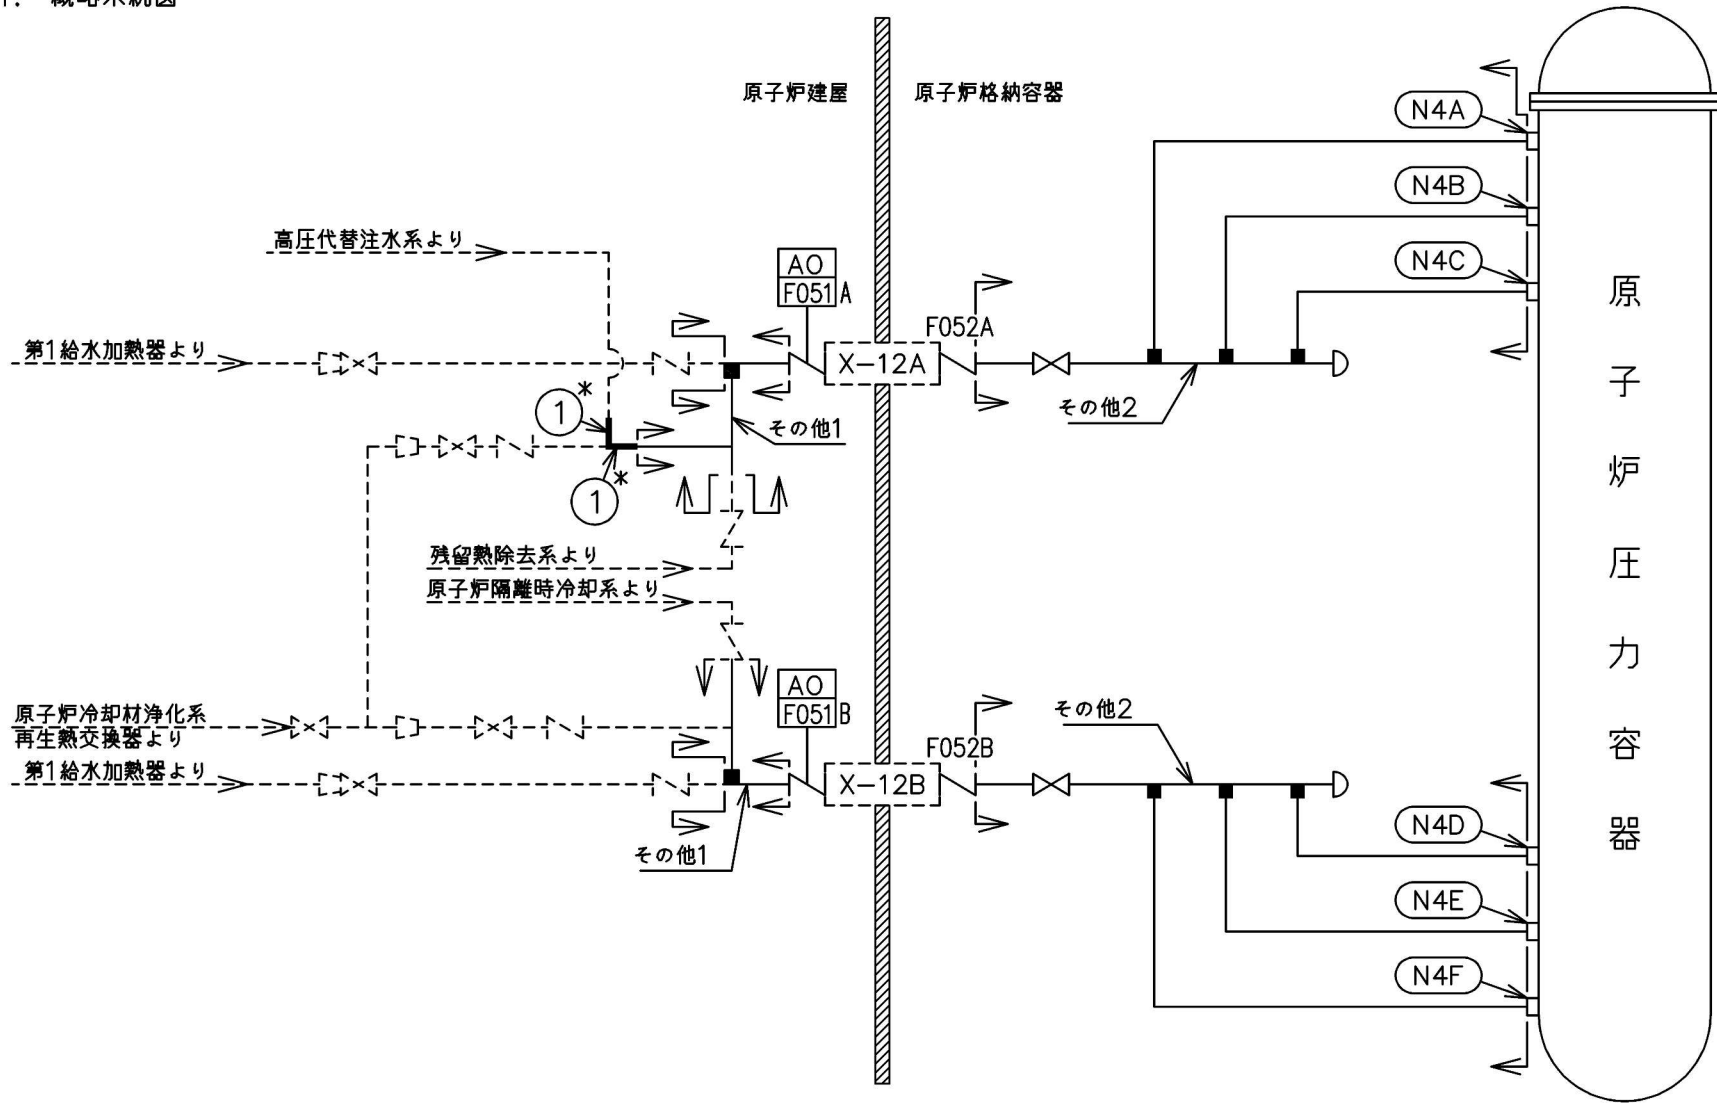 原子炉建屋
原子炉格納容器
N4A
N4B
N4C
高圧代替注水系より
AO
F051 A
原子炉圧力容器
第1給水加熱器より
F052A
X-12A
1*
その他1
その他2
1*
残留熱除去系より
原子炉隔離時冷却系より
AO
F051 B
原子炉冷却材浄化系
再生熱交換器より
その他2
第1給水加熱器より
F052B
X-12B
その他1
N4D
N4E
N4F